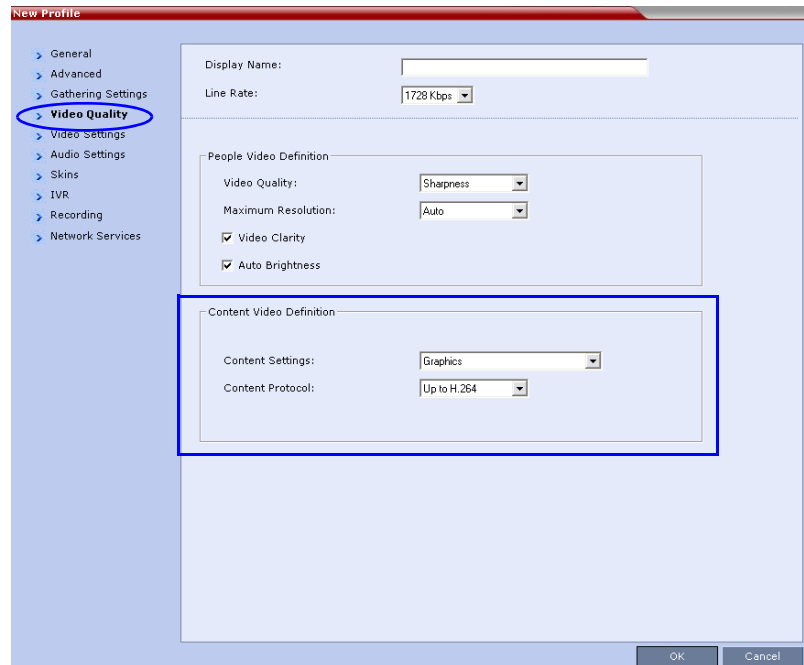 New Profile
General
Advanced
Gathering Settings
Video Quality
Video Settings
Audio Settings
Skins
IVR
Recording
Network Services
Display Name:
Line Rate: 1728 Kbps
People Video Definition
Video Quality: Sharpness
Maximum Resolution: Auto
Video Clarity
Auto Brightness
Content Video Definition
Content Settings: Graphics
Content Protocol: Up to H.264
OK Cancel